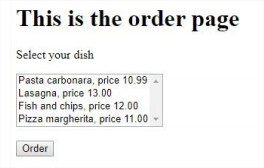 This is the order page
Select your dish
Pasta carbonara, price 10.99
Lasagna, price 13.00
Fish and chips, price 12.00
Pizza margherita, price 11.00
Order